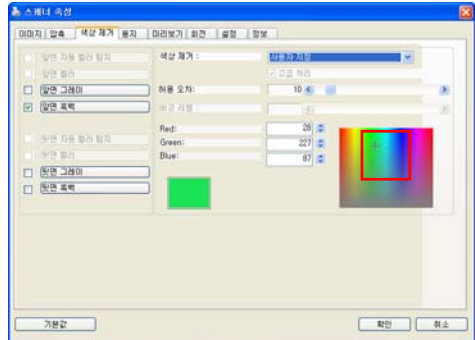 스캐너 속성
이미지 압축 색상 제거 용지 미리보기 회전 설정 정보
앞면 자동 컬러 탐지
앞면 컬러
앞면 그레이
앞면 흑백
뒷면 자동 컬러 탐지
뒷면 컬러
뒷면 그레이
뒷면 흑백
색상 제거 : 사용자 지정
고급 처리
허용 오차: 10
배경 레벨 :
Red: 28
Green: 227
Blue: 87
기본값 확인 취소